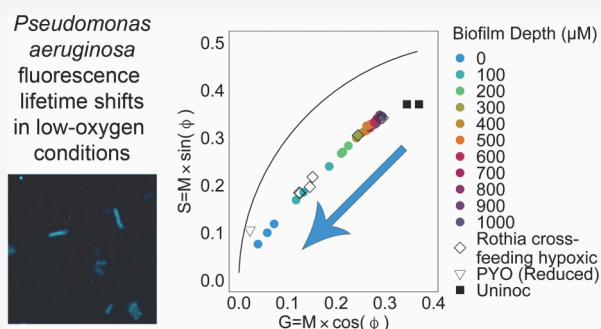 Pseudomonas
aeruginosa
fluorescence
lifetime shifts
in low-oxygen
conditions
S=M × sin( ϕ )
0.5
0.4
0.3
0.2
0.1
0.0
0.0 0.1 0.2 0.3 0.4
G=M × cos( ϕ )
Biofilm Depth (µM)
0
100
200
300
400
500
600
700
800
900
1000
Rothia cross-
feeding hypoxic
PYO (Reduced)
Uninoc